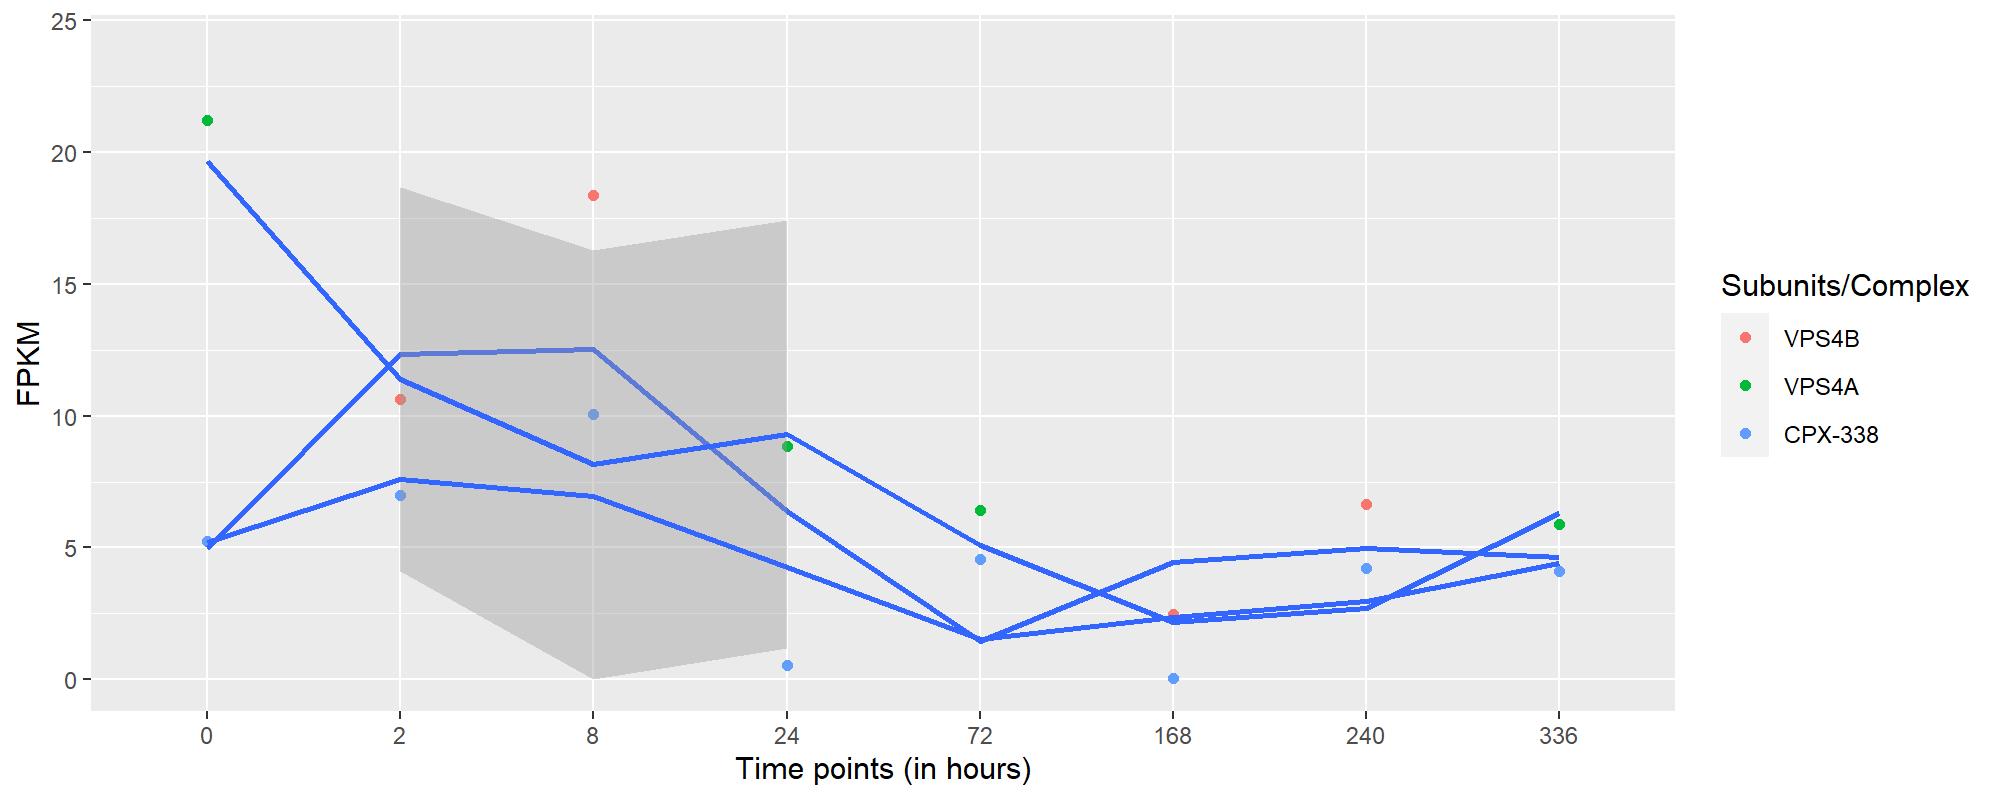 25
20
15
10
5
0
FPKM
0 2 8 24 72 168 240 336
Time points (in hours)
Subunits/Complex
VPS4B
VPS4A
CPX-338